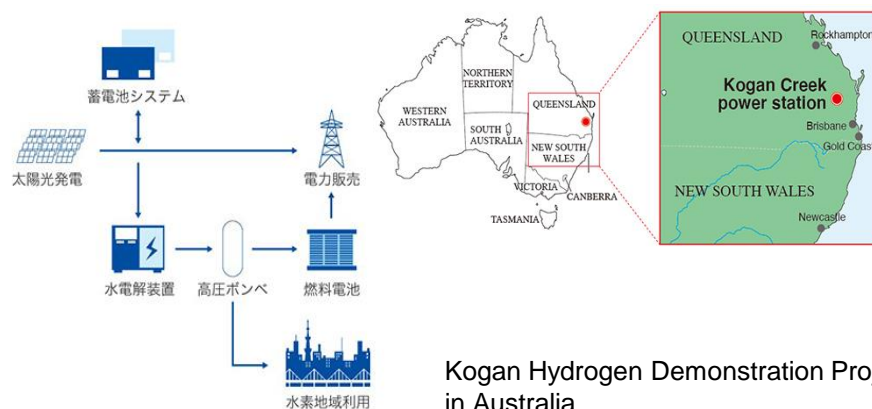 蓄電池システム
太陽光発電
電力販売
水電解装置
高圧ボンベ
燃料電池
水素地域利用
NORTHERN
TERRITORY
WESTERN
AUSTRALIA
QUEENSLAND
SOUTH
AUSTRALIA
NEW SOUTH
WALES
VICTORIA
CANBERRA
TASMANIA
QUEENSLAND
Rockhampton
Kogan Creek
power station
Brisbane
Gold Coast
NEW SOUTH WALES
Newcastle
Kogan Hydrogen Demonstration Proj
in Australia